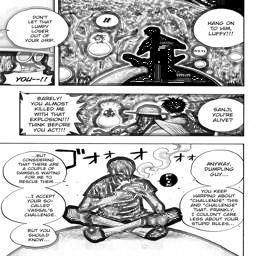 HANG ON
TO HIM,
LUFFY!!!
DON'T
LET THAT
LUMPY
LOSER
OUT OF
YOUR GRIP.
YOU--!!
SANJI,
YOU'RE
ALIVE?
BARELY!
YOU ALMOST
KILLED ME
WITH THAT
EXPLOSION!!!
THINK BEFORE
YOU ACT!!!
ANYWAY,
DUMPLING
GUY...
YOU KEEP
HARPING ABOUT
"CHALLENGE" THIS
AND "CHALLENGE"
THAT. FRANKLY,
I COULDN'T CARE
LESS ABOUT YOUR
STUPID RULES...
BUT
CONSIDERING
THAT THERE ARE
A COUPLE OF
DAMSELS WAITING
FOR ME TO
RESCUE THEM...
I ACCEPT
YOUR SO-
CALLED
VASSAL'S
CHALLENGE.
BUT YOU
SHOULD
KNOW...
ゴオオオ